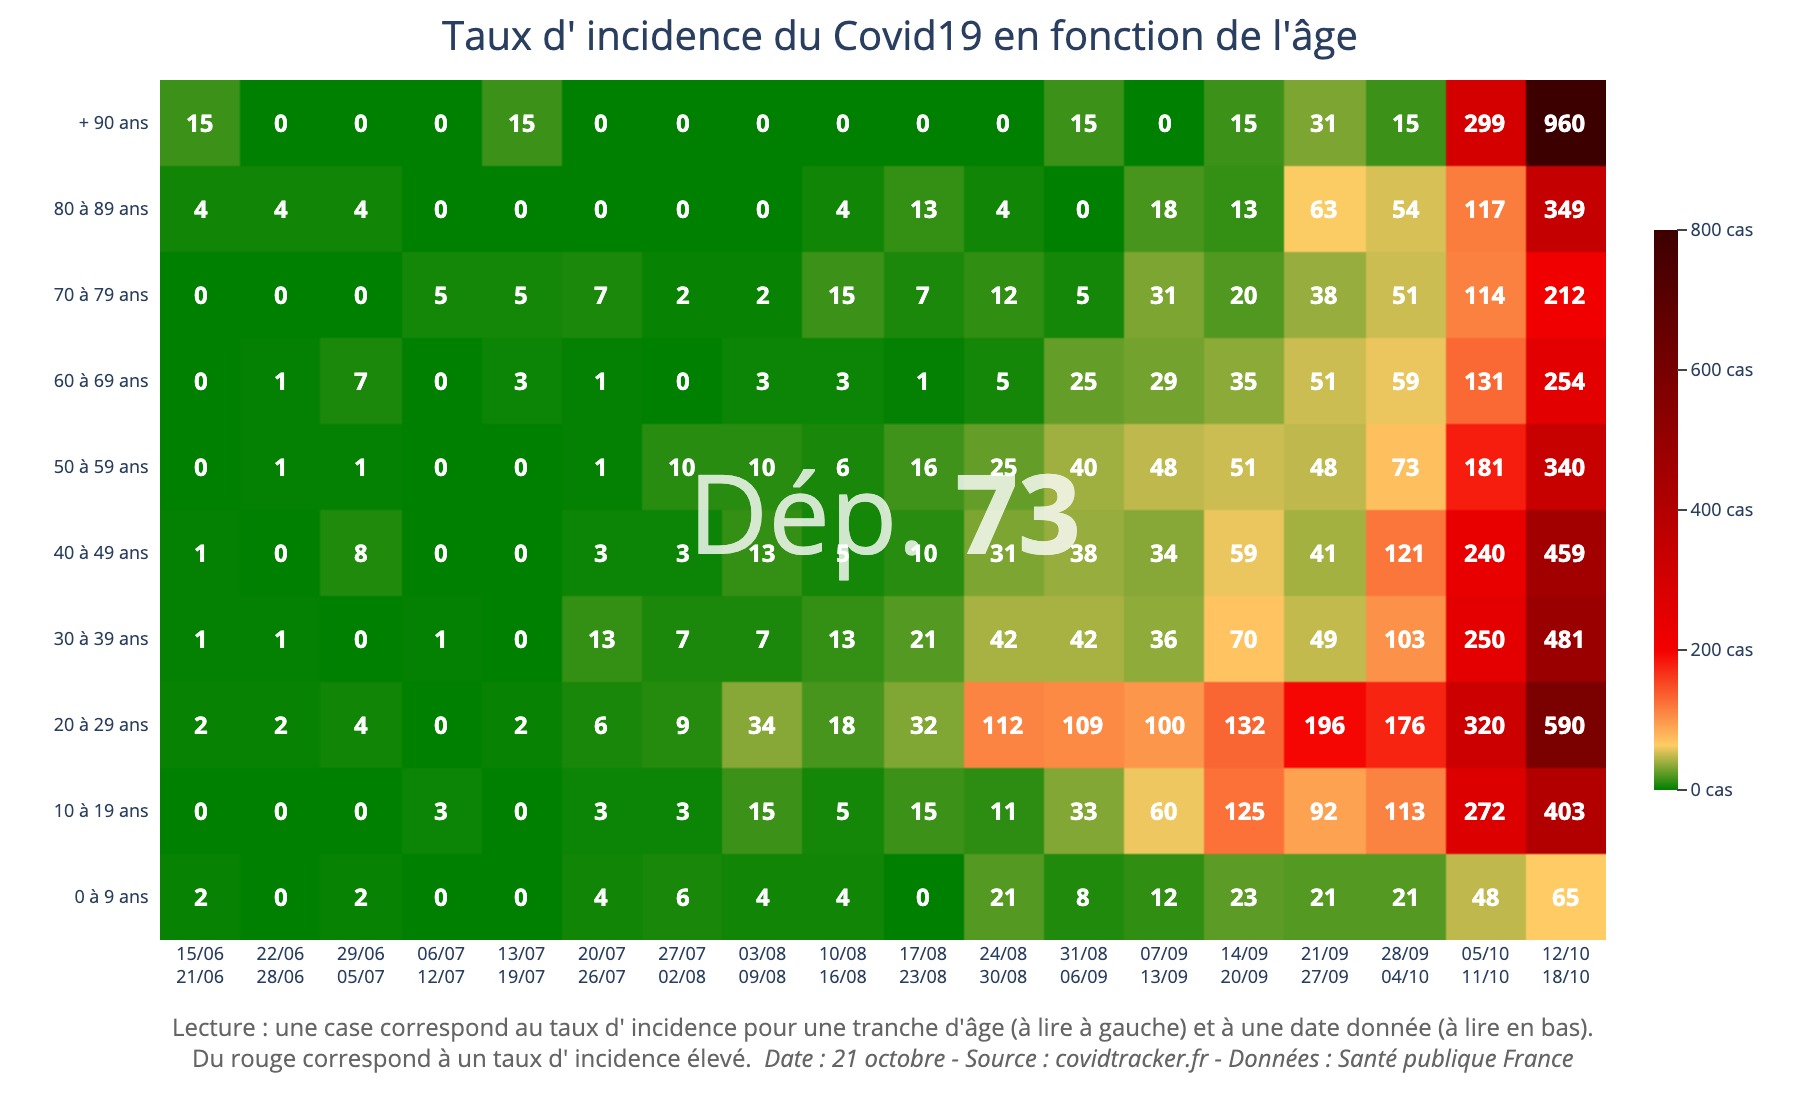 Taux d' incidence du Covid19 en fonction de l'âge
+ 90 ans 15 0 0 0 15 0 0 0 0 0 0 15 0 15 31 15 299 960
80 à 89 ans 4 4 4 0 0 0 0 0 4 13 4 0 18 13 63 54 117 349
70 à 79 ans 0 0 0 5 5 7 2 2 15 7 12 5 31 20 38 51 114 212
60 à 69 ans 0 1 7 0 3 1 0 3 3 1 5 25 29 35 51 59 131 254
50 à 59 ans 0 1 1 0 0 1 10 10 6 16 25 40 48 51 48 73 181 340
Dép. 73
40 à 49 ans 1 0 8 0 0 3 3 13 5 10 31 38 34 59 41 121 240 459
30 à 39 ans 1 1 0 1 0 13 7 7 13 21 42 42 36 70 49 103 250 481
20 à 29 ans 2 2 4 0 2 6 9 34 18 32 112 109 100 132 196 176 320 590
10 à 19 ans 0 0 0 3 0 3 3 15 5 15 11 33 60 125 92 113 272 403
0 à 9 ans 2 0 2 0 0 4 6 4 4 0 21 8 12 23 21 21 48 65
15/06 22/06 29/06 06/07 13/07 20/07 27/07 03/08 10/08 17/08 24/08 31/08 07/09 14/09 21/09 28/09 05/10 12/10
21/06 28/06 05/07 12/07 19/07 26/07 02/08 09/08 16/08 23/08 30/08 06/09 13/09 20/09 27/09 04/10 11/10 18/10
800 cas
600 cas
400 cas
200 cas
0 cas
Lecture : une case correspond au taux d' incidence pour une tranche d'âge (à lire à gauche) et à une date donnée (à lire en bas).
Du rouge correspond à un taux d' incidence élevé. Date : 21 octobre - Source : covidtracker.fr - Données : Santé publique France